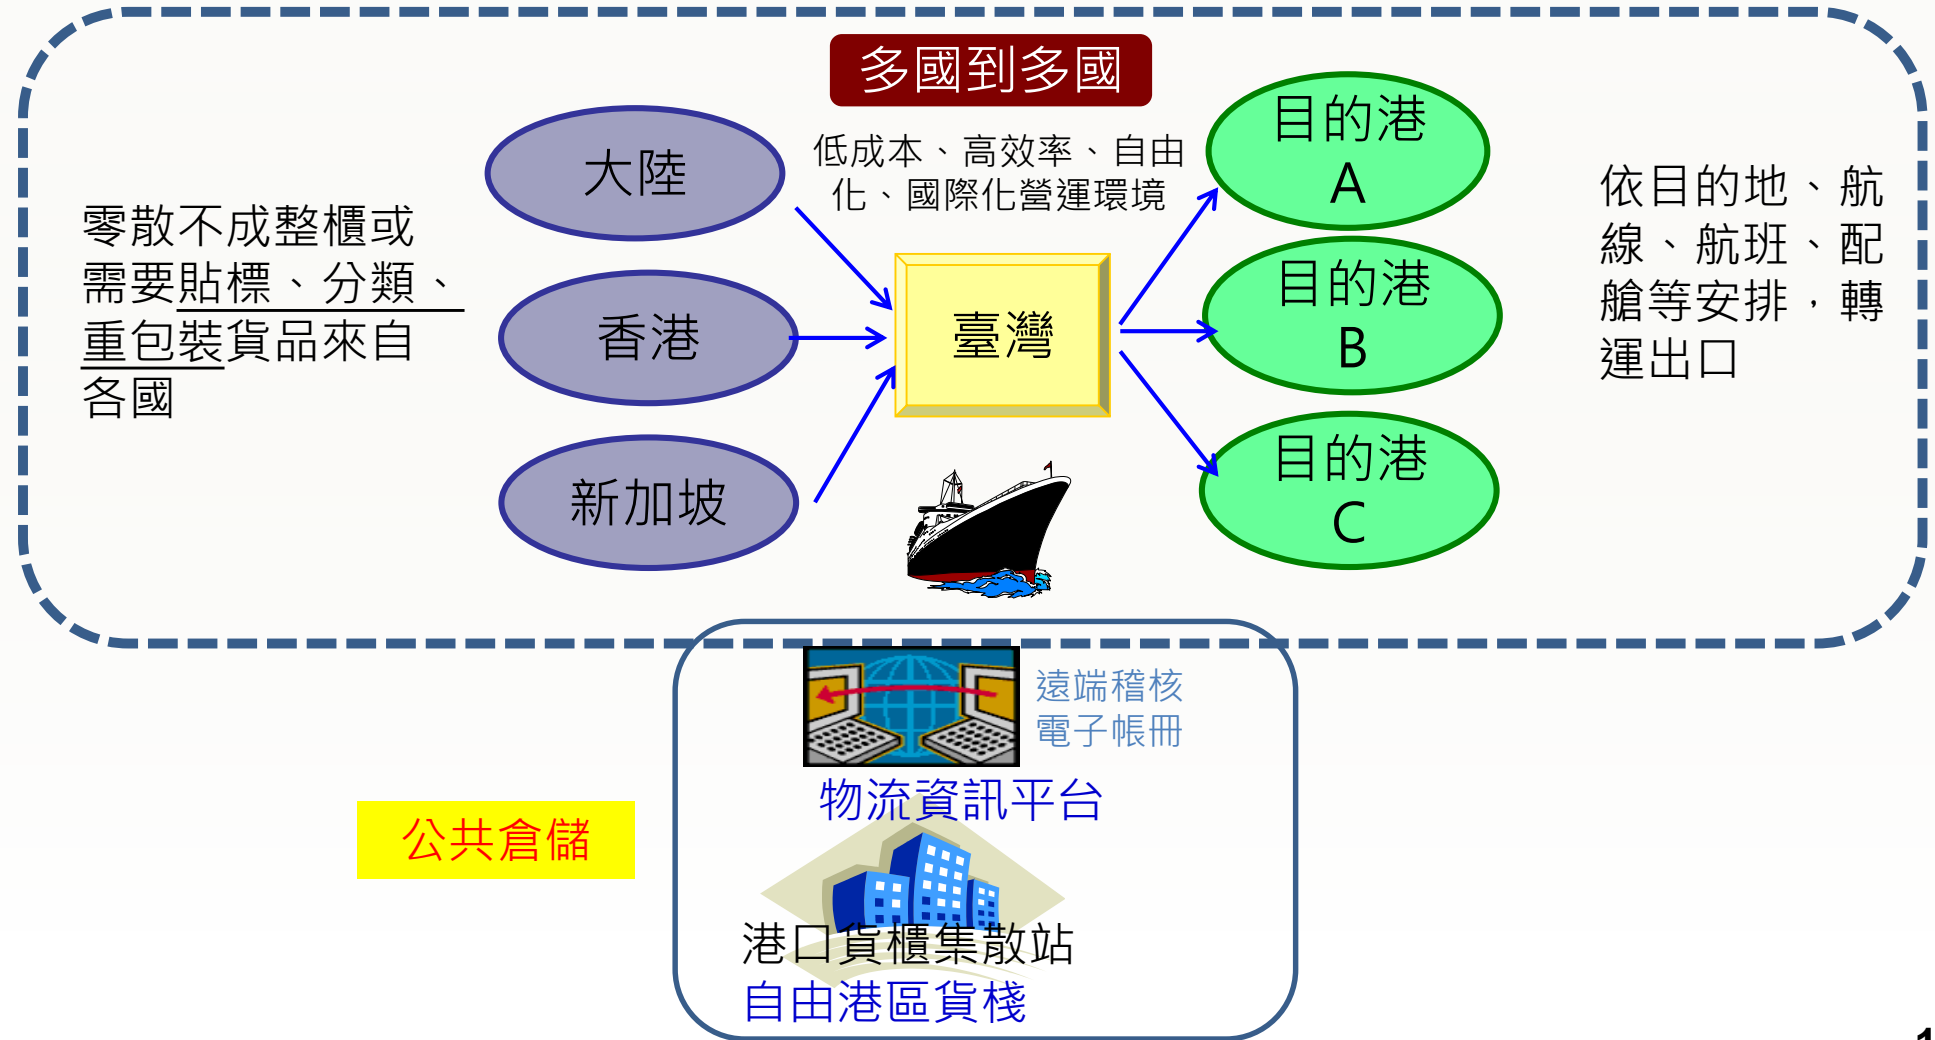 多國到多國
低成本、高效率、自由
化、國際化營運環境
零散不成整櫃或
需要貼標、分類、
重包裝貨品來自
各國
大陸
香港
新加坡
臺灣
目的港
A
目的港
B
目的港
C
依目的地、航
線、航班、配
艙等安排，轉
運出口
遠端稽核
電子帳冊
物流資訊平台
公共倉儲
港口貨櫃集散站
自由港區貨棧
1